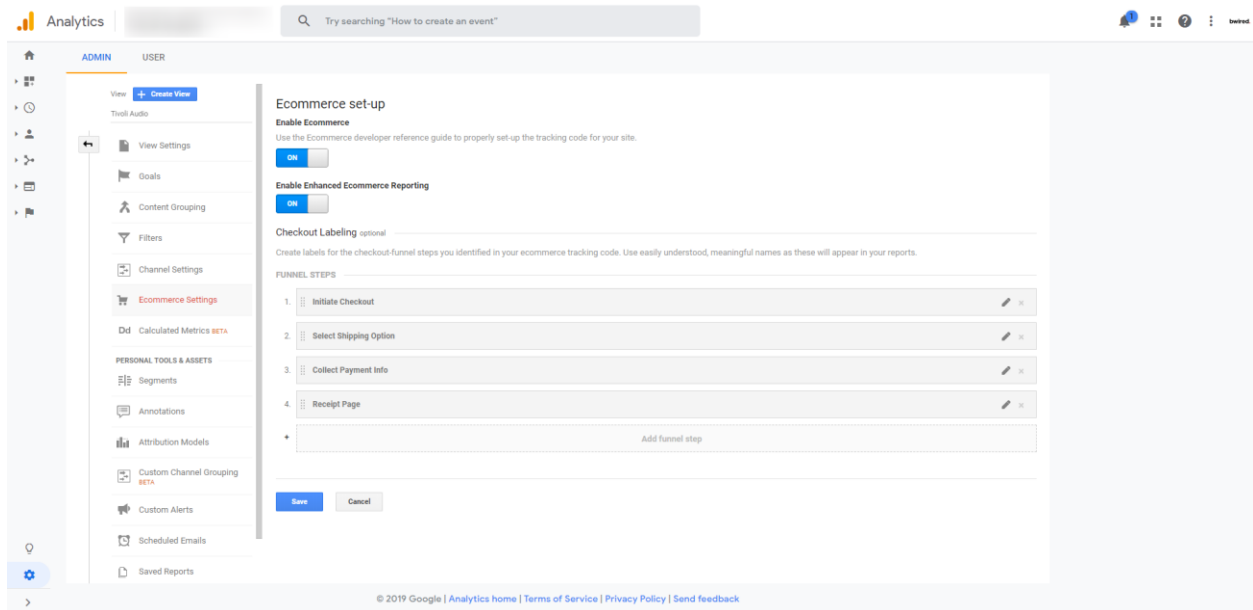 Analytics
Try searching "How to create an event"
1
bwired.
ADMIN
USER
View
+ Create View
Tivoli Audio
View Settings
Goals
Content Grouping
Filters
Channel Settings
Ecommerce Settings
Dd Calculated Metrics BETA
PERSONAL TOOLS & ASSETS
Segments
Annotations
Attribution Models
Custom Channel Grouping
BETA
Custom Alerts
Scheduled Emails
Saved Reports
Ecommerce set-up
Enable Ecommerce
Use the Ecommerce developer reference guide to properly set-up the tracking code for your site.
ON
Enable Enhanced Ecommerce Reporting
ON
Checkout Labeling optional
Create labels for the checkout-funnel steps you identified in your ecommerce tracking code. Use easily understood, meaningful names as these will appear in your reports.
FUNNEL STEPS
1. Initiate Checkout
2. Select Shipping Option
3. Collect Payment Info
4. Receipt Page
+ Add funnel step
Save
Cancel
© 2019 Google | Analytics home | Terms of Service | Privacy Policy | Send feedback